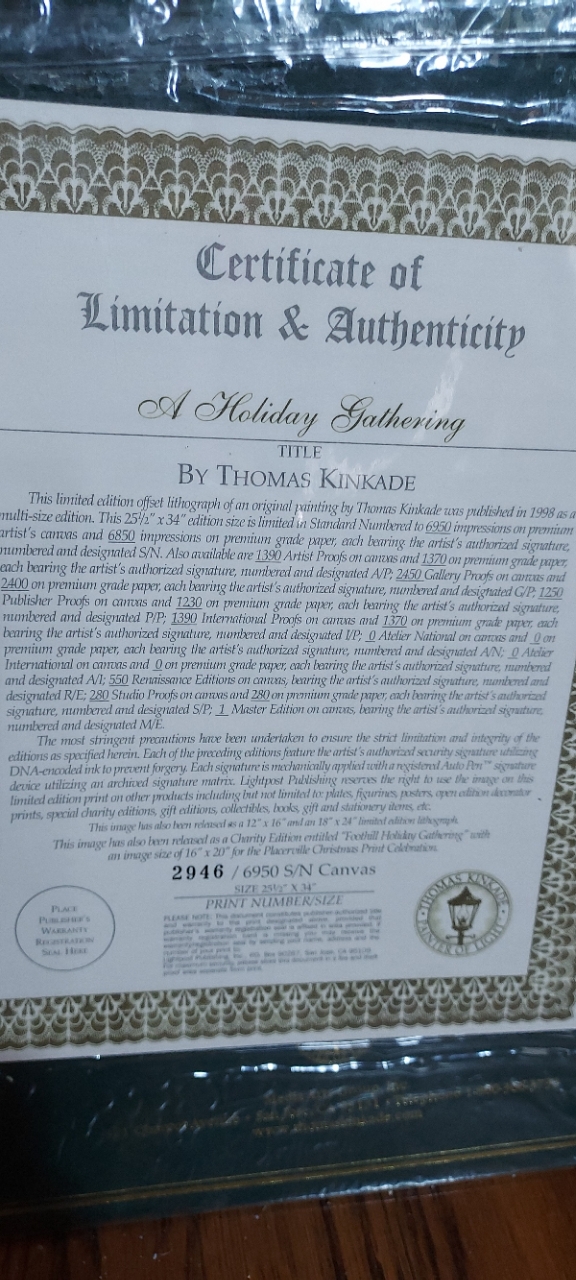 Certificate of
Limitation & Authenticity
A Holiday Gathering
TITLE
BY THOMAS KINKADE
This limited edition offset lithograph of an original painting by Thomas Kinkade was published in 1998 as a
multi-size edition. This 25½" x 34" edition size is limited in Standard Numbered to 6950 impressions on premium
artist's canvas and 6850 impressions on premium grade paper, each bearing the artist's authorized signature,
numbered and designated S/N. Also available are 1390 Artist Proofs on canvas and 1370 on premium grade paper,
each bearing the artist's authorized signature, numbered and designated A/P; 2450 Gallery Proofs on canvas and
2400 on premium grade paper, each bearing the artist's authorized signature, numbered and designated G/P; 1250
Publisher Proofs on canvas and 1230 on premium grade paper, each bearing the artist's authorized signature,
numbered and designated P/P; 1390 International Proofs on canvas and 1370 on premium grade paper, each
bearing the artist's authorized signature, numbered and designated I/P; 0 Atelier National on canvas and 0 on
premium grade paper, each bearing the artist's authorized signature, numbered and designated A/N; 0 Atelier
International on canvas and 0 on premium grade paper, each bearing the artist's authorized signature, numbered
and designated A/I; 550 Renaissance Editions on canvas, bearing the artist's authorized signature, numbered and
designated R/E; 280 Studio Proofs on canvas and 280 on premium grade paper, each bearing the artist's authorized
signature, numbered and designated S/P; 1 Master Edition on canvas, bearing the artist's authorized signature,
numbered and designated M/E.
The most stringent precautions have been undertaken to ensure the strict limitation and integrity of the
editions as specified herein. Each of the preceding editions feature the artist's authorized security signature utilizing
DNA-encoded ink to prevent forgery. Each signature is mechanically applied with a registered Auto Pen™ signature
device utilizing an archived signature matrix. Lightpost Publishing reserves the right to use the image on this
limited edition print on other products including but not limited to: plates, figurines, posters, open edition decorator
prints, special charity editions, gift editions, collectibles, books, gift and stationery items, etc.
This image has also been released as a 12" x 16" and an 18" x 24" limited edition lithograph.
This image has also been released as a Charity Edition entitled "Foothill Holiday Gathering" with
an image size of 16" x 20" for the Placerville Christmas Print Celebration.
2946 / 6950 S/N Canvas
SIZE 25½" X 34"
PRINT NUMBER/SIZE
PLACE
PUBLISHER'S
WARRANTY
REGISTRATION
SEAL HERE
PLEASE NOTE: This document constitutes publisher authorized title
and warranty to the print designated above, provided that
THOMAS KINKADE
PAINTER OF LIGHT